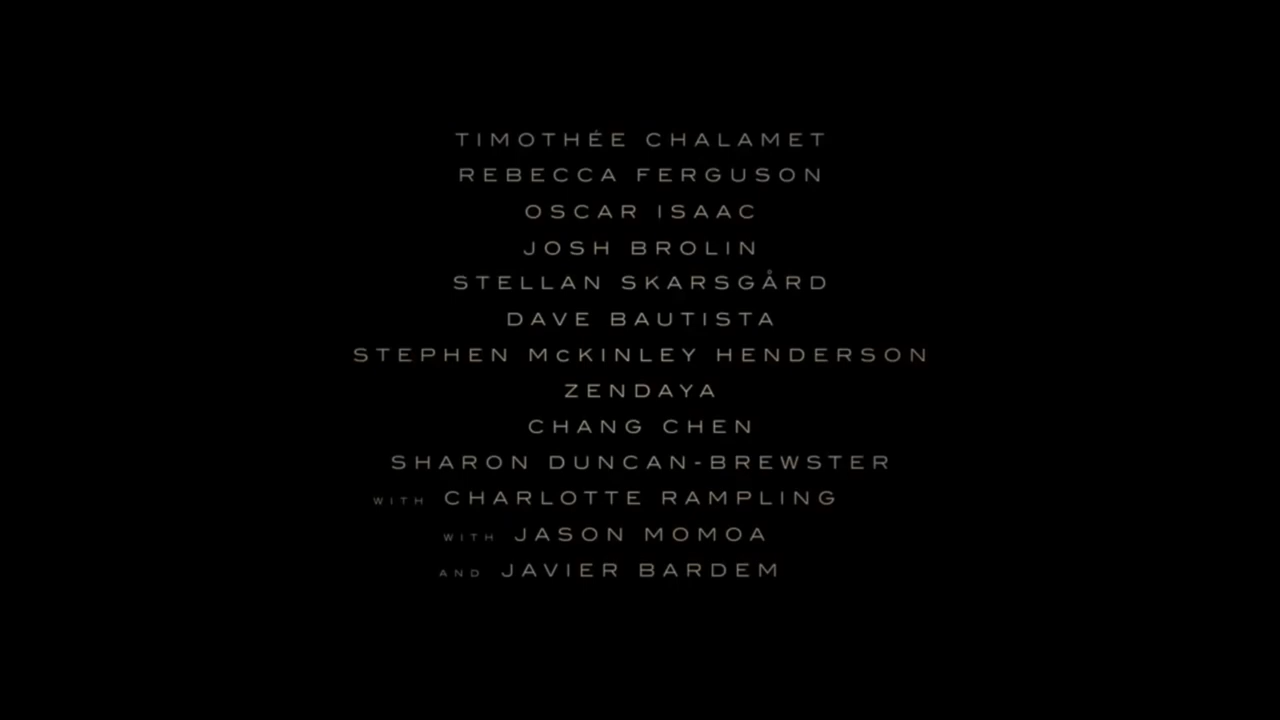 TIMOTHÉE CHALAMET
REBECCA FERGUSON
OSCAR ISAAC
JOSH BROLIN
STELLAN SKARSGÅRD
DAVE BAUTISTA
STEPHEN McKINLEY HENDERSON
ZENDAYA
CHANG CHEN
SHARON DUNCAN-BREWSTER
WITH CHARLOTTE RAMPLING
WITH JASON MOMOA
AND JAVIER BARDEM